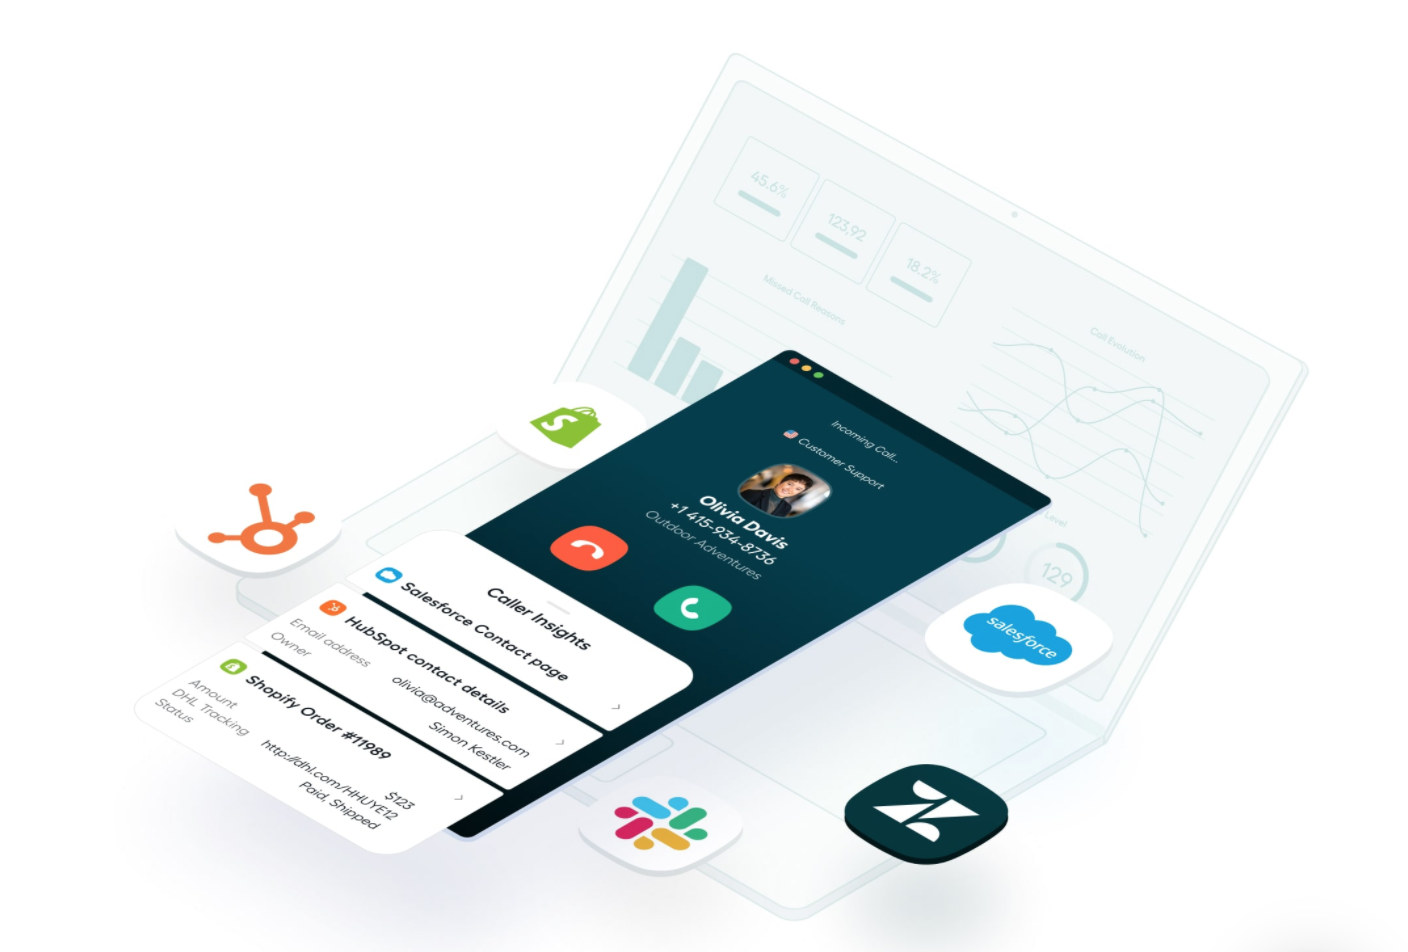 45.6%
123,92
18.2%
Missed Call Reasons
Call Evolution
Level
129
Incoming Call...
Customer Support
Olivia Davis
+1 415-934-8736
Outdoor Adventures
Caller Insights
Salesforce Contact page
HubSpot contact details
Email address olivia@adventures.com
Owner Simon Kestler
Shopify Order #11989
Amount $123
DHL Tracking http://dhl.com/HHUYE12
Status Paid, Shipped
S
salesforce